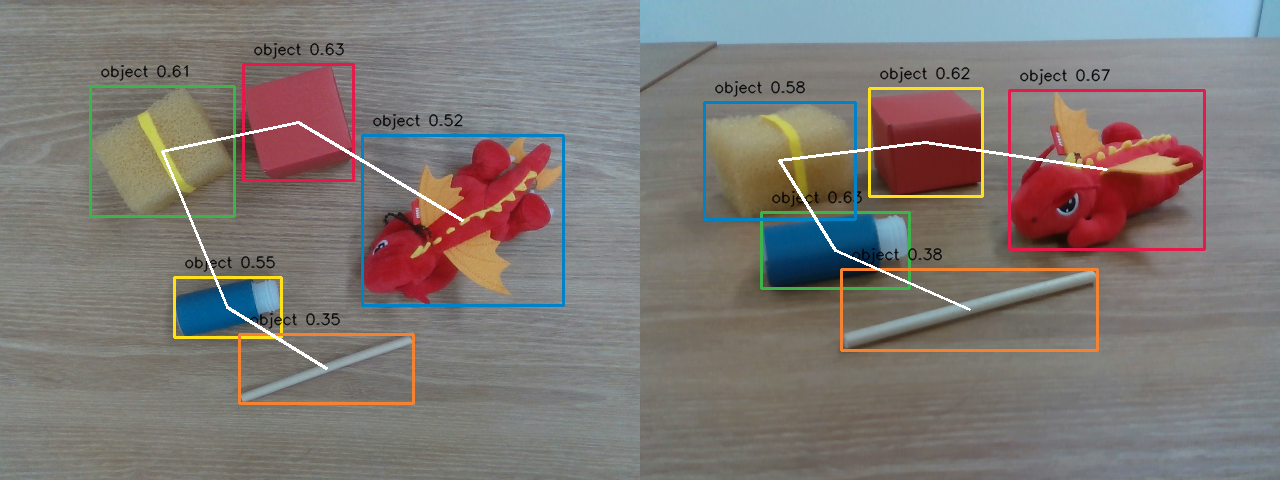 object 0.61
object 0.63
object 0.52
object 0.55
object 0.35
object 0.58
object 0.62
object 0.67
object 0.63
object 0.38